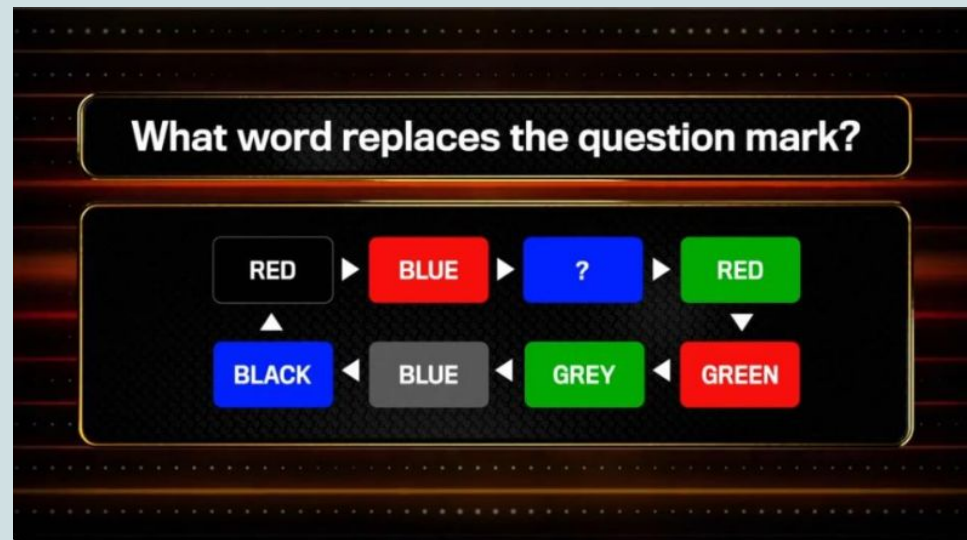 What word replaces the question mark?
RED BLUE ? RED
BLACK BLUE GREY GREEN